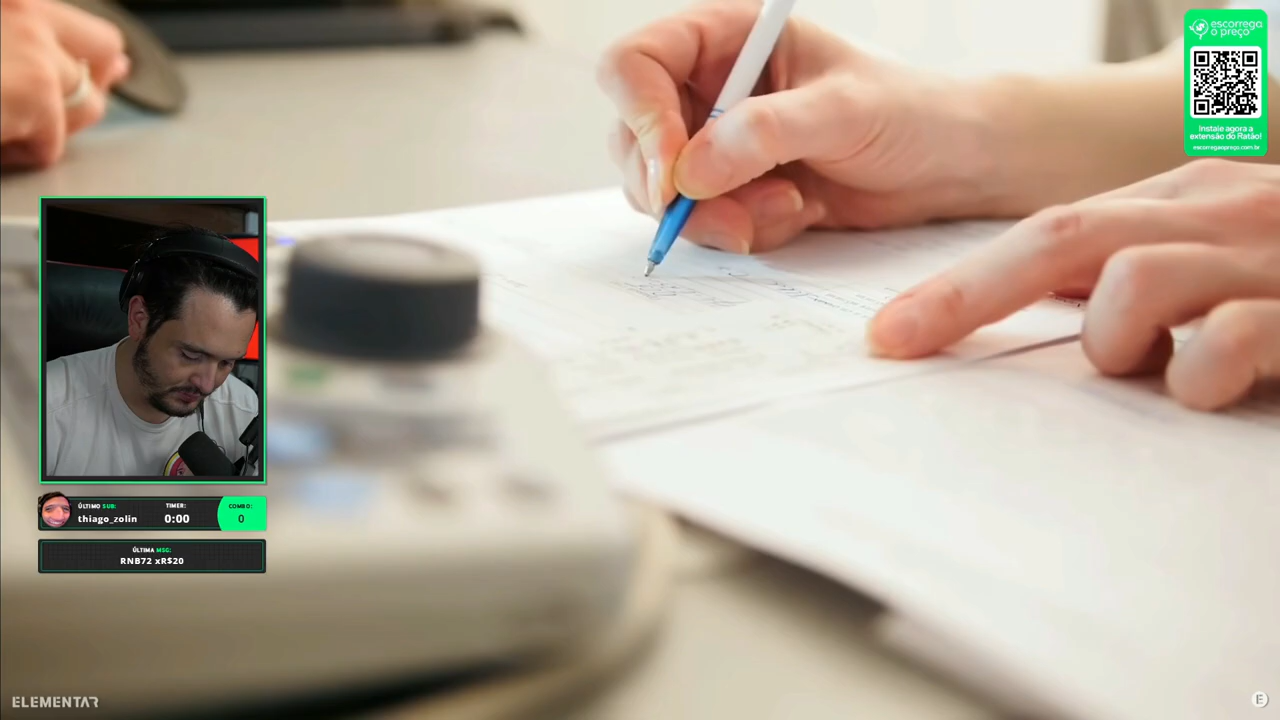 escorrega
o preço
Instale agora a
extensão do Ratão!
escorregaopreço.com.br
ÚLTIMO SUB:
thiago_zolin
TIMER:
0:00
COMBO:
0
ÚLTIMA MSG:
RNB72 xR$20
ELEMENTAR
E